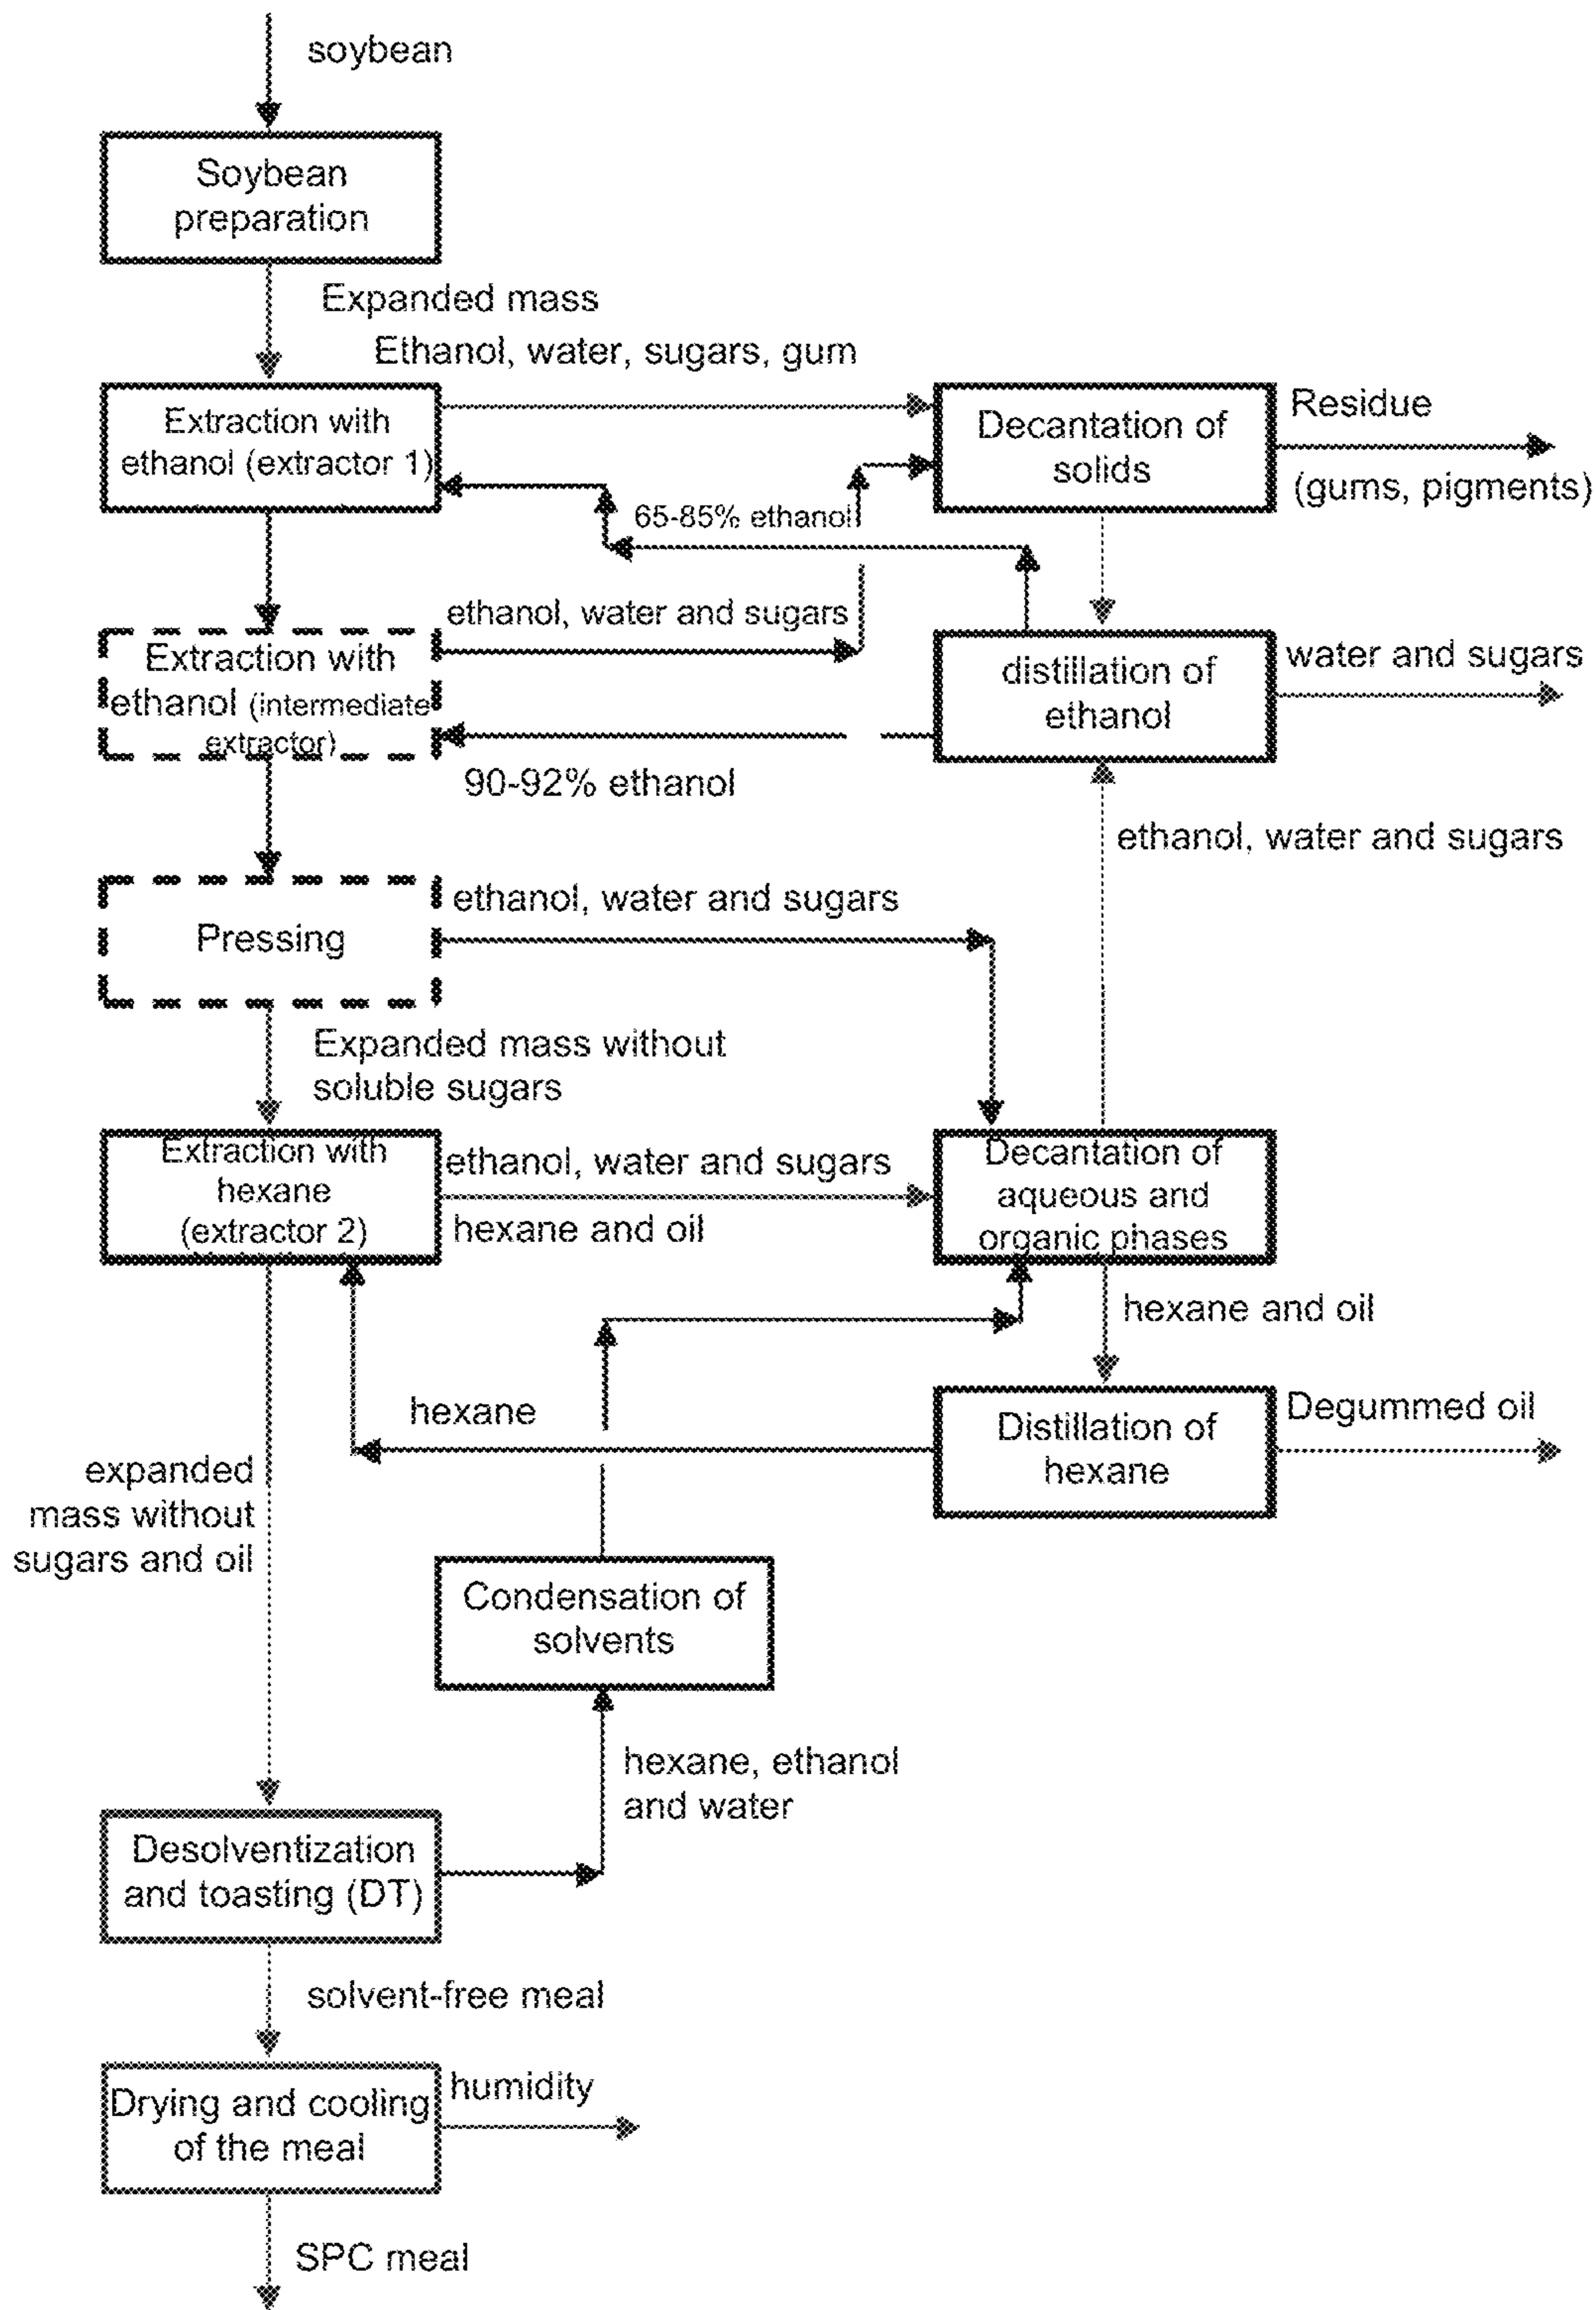 soybean
Soybean
preparation
Expanded mass
Ethanol, water, sugars, gum
Extraction with
ethanol (extractor 1)
Decantation of
solids
Residue
(gums, pigments)
65-85% ethanol
ethanol, water and sugars
Extraction with
ethanol (intermediate
extractor)
distillation of
ethanol
water and sugars
90-92% ethanol
ethanol, water and sugars
Pressing
ethanol, water and sugars
Expanded mass without
soluble sugars
Extraction with
hexane
(extractor 2)
ethanol, water and sugars
hexane and oil
Decantation of
aqueous and
organic phases
hexane and oil
hexane
Distillation of
hexane
Degummed oil
expanded
mass without
sugars and oil
Condensation of
solvents
hexane, ethanol
and water
Desolventization
and toasting (DT)
solvent-free meal
Drying and cooling
of the meal
humidity
SPC meal